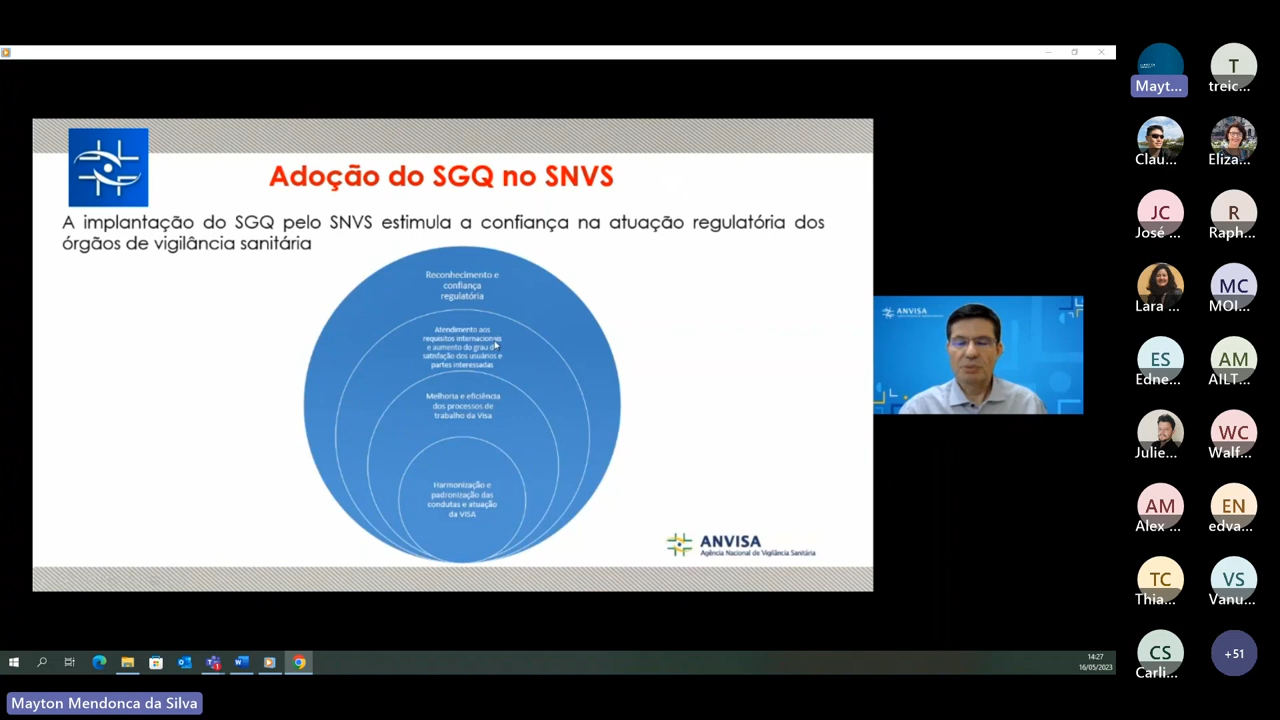 Adoção do SGQ no SNVS
A implantação do SGQ pelo SNVS estimula a confiança na atuação regulatória dos
órgãos de vigilância sanitária
Reconhecimento e
confiança
regulatória
Atendimento aos
requisitos internacionais
e aumento do grau de
satisfação dos usuários e
partes interessadas
Melhoria e eficiência
dos processos de
trabalho da Visa
Harmonização e
padronização das
condutas e atuação
da VISA
ANVISA
Agência Nacional de Vigilância Sanitária
ANVISA
Mayt...
T
treic...
Clau...
Eliza...
JC
José ...
R
Raph...
Lara ...
MC
MOI...
ES
Edne...
AM
AILT...
Julie...
WC
Walf...
AM
Alex ...
EN
edva...
TC
Thia...
VS
Vanu...
CS
Carli...
+51
14:27
16/05/2023
Mayton Mendonca da Silva